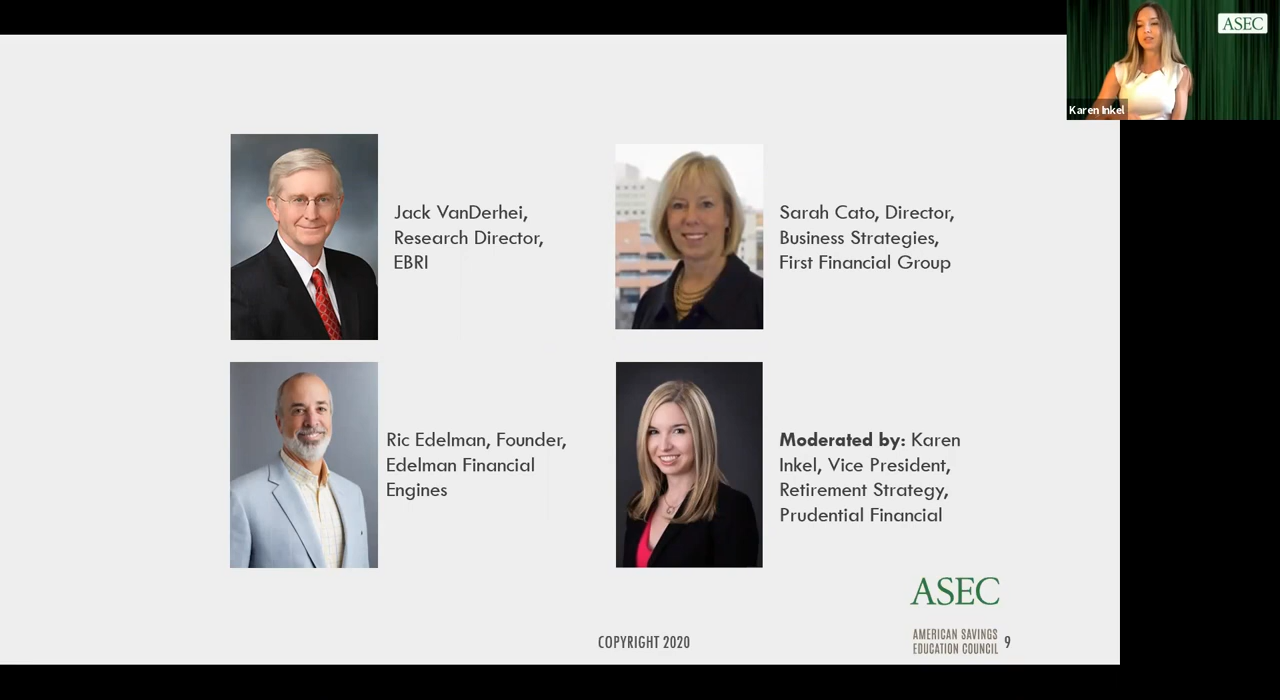 ASEC
Karen Inkel
Jack VanDerhei,
Research Director,
EBRI
Sarah Cato, Director,
Business Strategies,
First Financial Group
Ric Edelman, Founder,
Edelman Financial
Engines
Moderated by: Karen
Inkel, Vice President,
Retirement Strategy,
Prudential Financial
ASEC
COPYRIGHT 2020
AMERICAN SAVINGS
EDUCATION COUNCIL
9